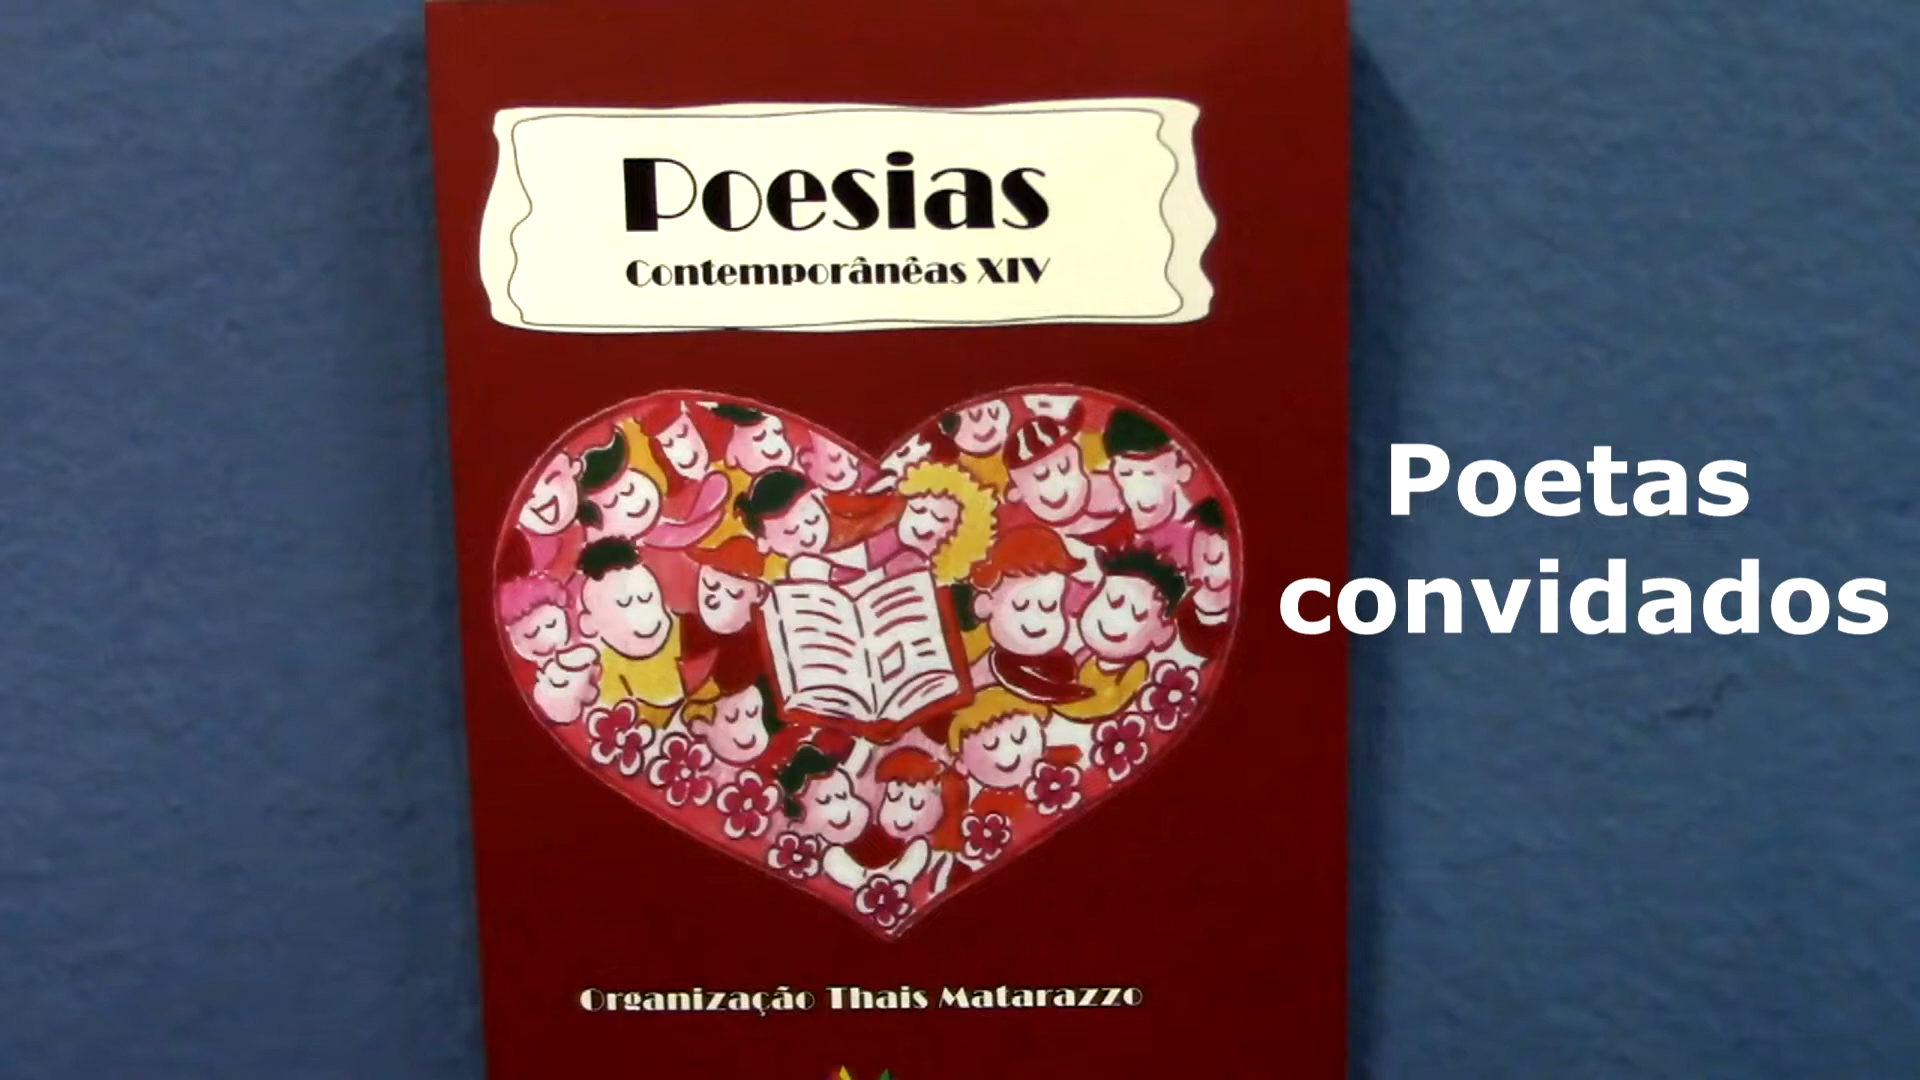 Poesias
Contemporânêas XIV
Poetas
convidados
Organização Thais Matarazzo